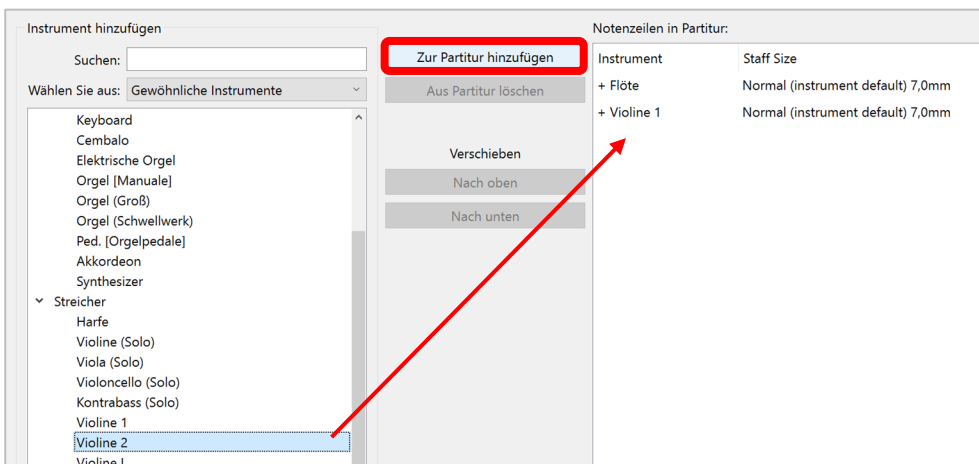 Instrument hinzufügen
Suchen:
Wählen Sie aus: Gewöhnliche Instrumente
Keyboard
Cembalo
Elektrische Orgel
Orgel [Manuale]
Orgel (Groß)
Orgel (Schwellwerk)
Ped. [Orgelpedale]
Akkordeon
Synthesizer
Streicher
Harfe
Violine (Solo)
Viola (Solo)
Violoncello (Solo)
Kontrabass (Solo)
Violine 1
Violine 2
Violine I
Zur Partitur hinzufügen
Aus Partitur löschen
Verschieben
Nach oben
Nach unten
Notenzeilen in Partitur:
Instrument Staff Size
+ Flöte Normal (instrument default) 7,0mm
+ Violine 1 Normal (instrument default) 7,0mm